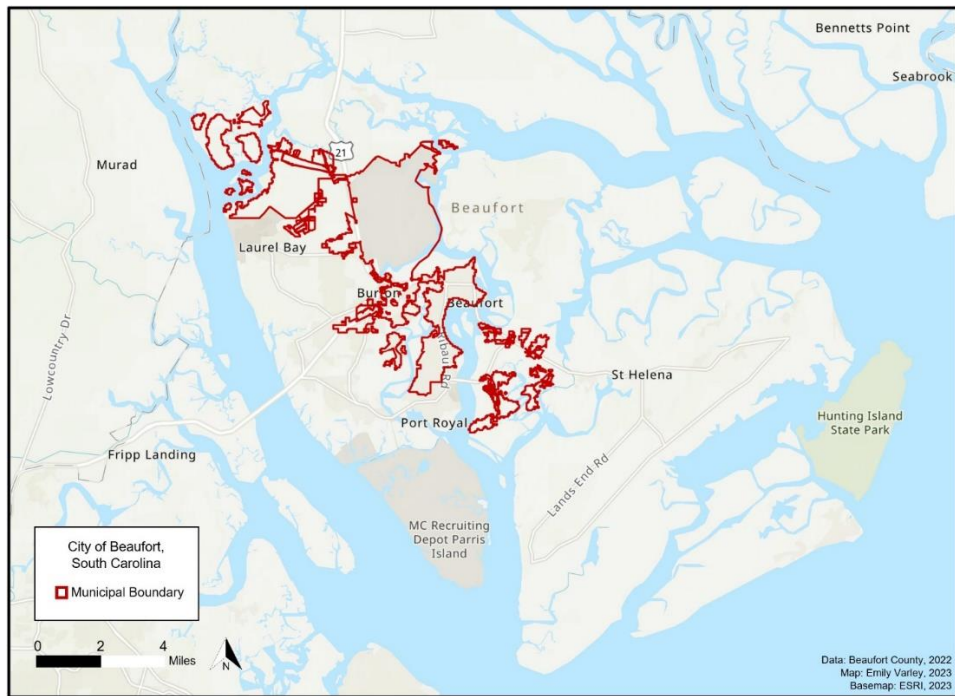 Bennetts Point
Seabrook
Murad
21
Beaufort
Laurel Bay
Burton
Beaufort
Ribaut Rd
Lowcountry Dr
St Helena
Hunting Island
State Park
Port Royal
Fripp Landing
Lands End Rd
MC Recruiting
Depot Parris
Island
City of Beaufort,
South Carolina
Municipal Boundary
0 2 4
Miles
N
Data: Beaufort County, 2022
Map: Emily Varley, 2023
Basemap: ESRI, 2023